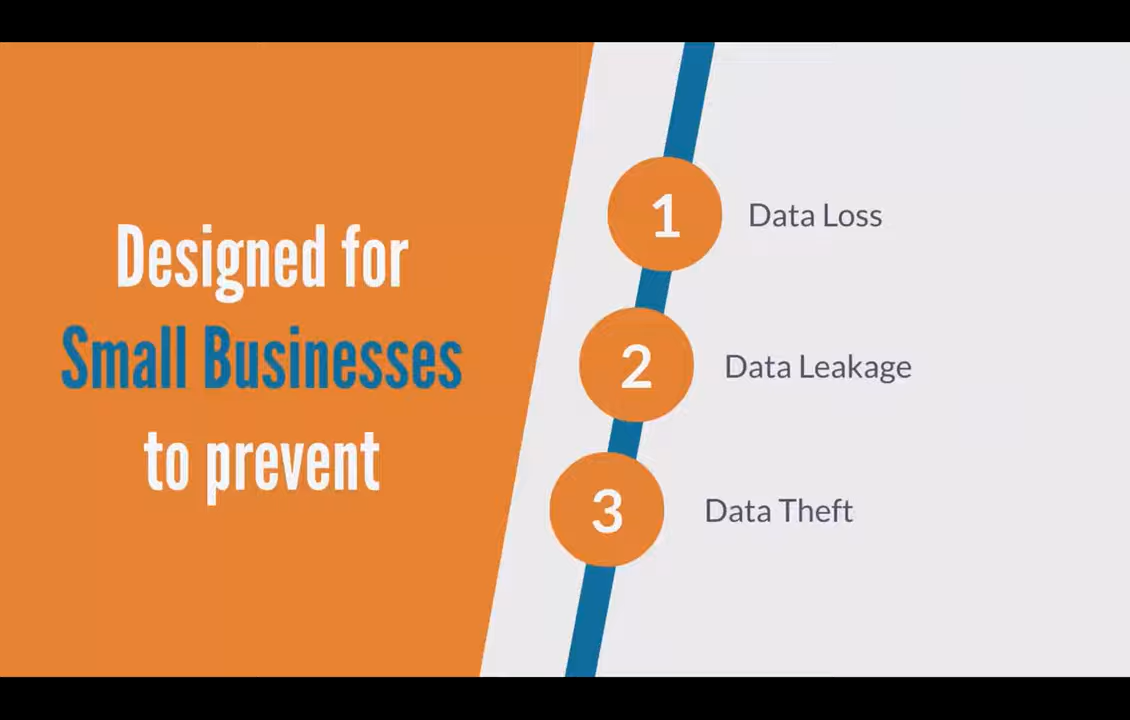 Designed for
Small Businesses
to prevent
1 Data Loss
2 Data Leakage
3 Data Theft